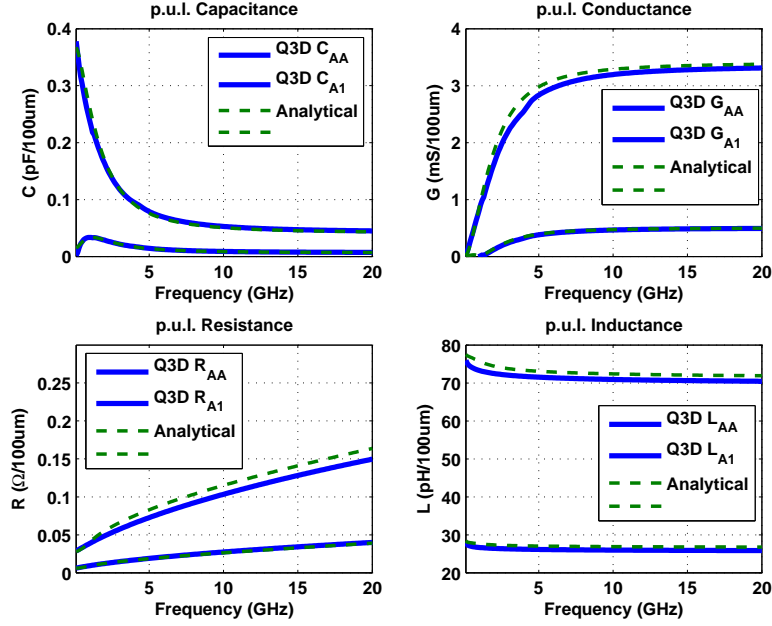 p.u.l. Capacitance
C (pF/100um)
0.4
0.3
0.2
0.1
0
5
10
15
20
Frequency (GHz)
Q3D C_AA
Q3D C_A1
Analytical
p.u.l. Conductance
G (mS/100um)
4
3
2
1
0
0
5
10
15
20
Frequency (GHz)
Q3D G_AA
Q3D G_A1
Analytical
p.u.l. Resistance
R (Ω/100um)
0.25
0.2
0.15
0.1
0.05
0
5
10
15
20
Frequency (GHz)
Q3D R_AA
Q3D R_A1
Analytical
p.u.l. Inductance
L (pH/100um)
80
70
60
50
40
30
20
0
5
10
15
20
Frequency (GHz)
Q3D L_AA
Q3D L_A1
Analytical